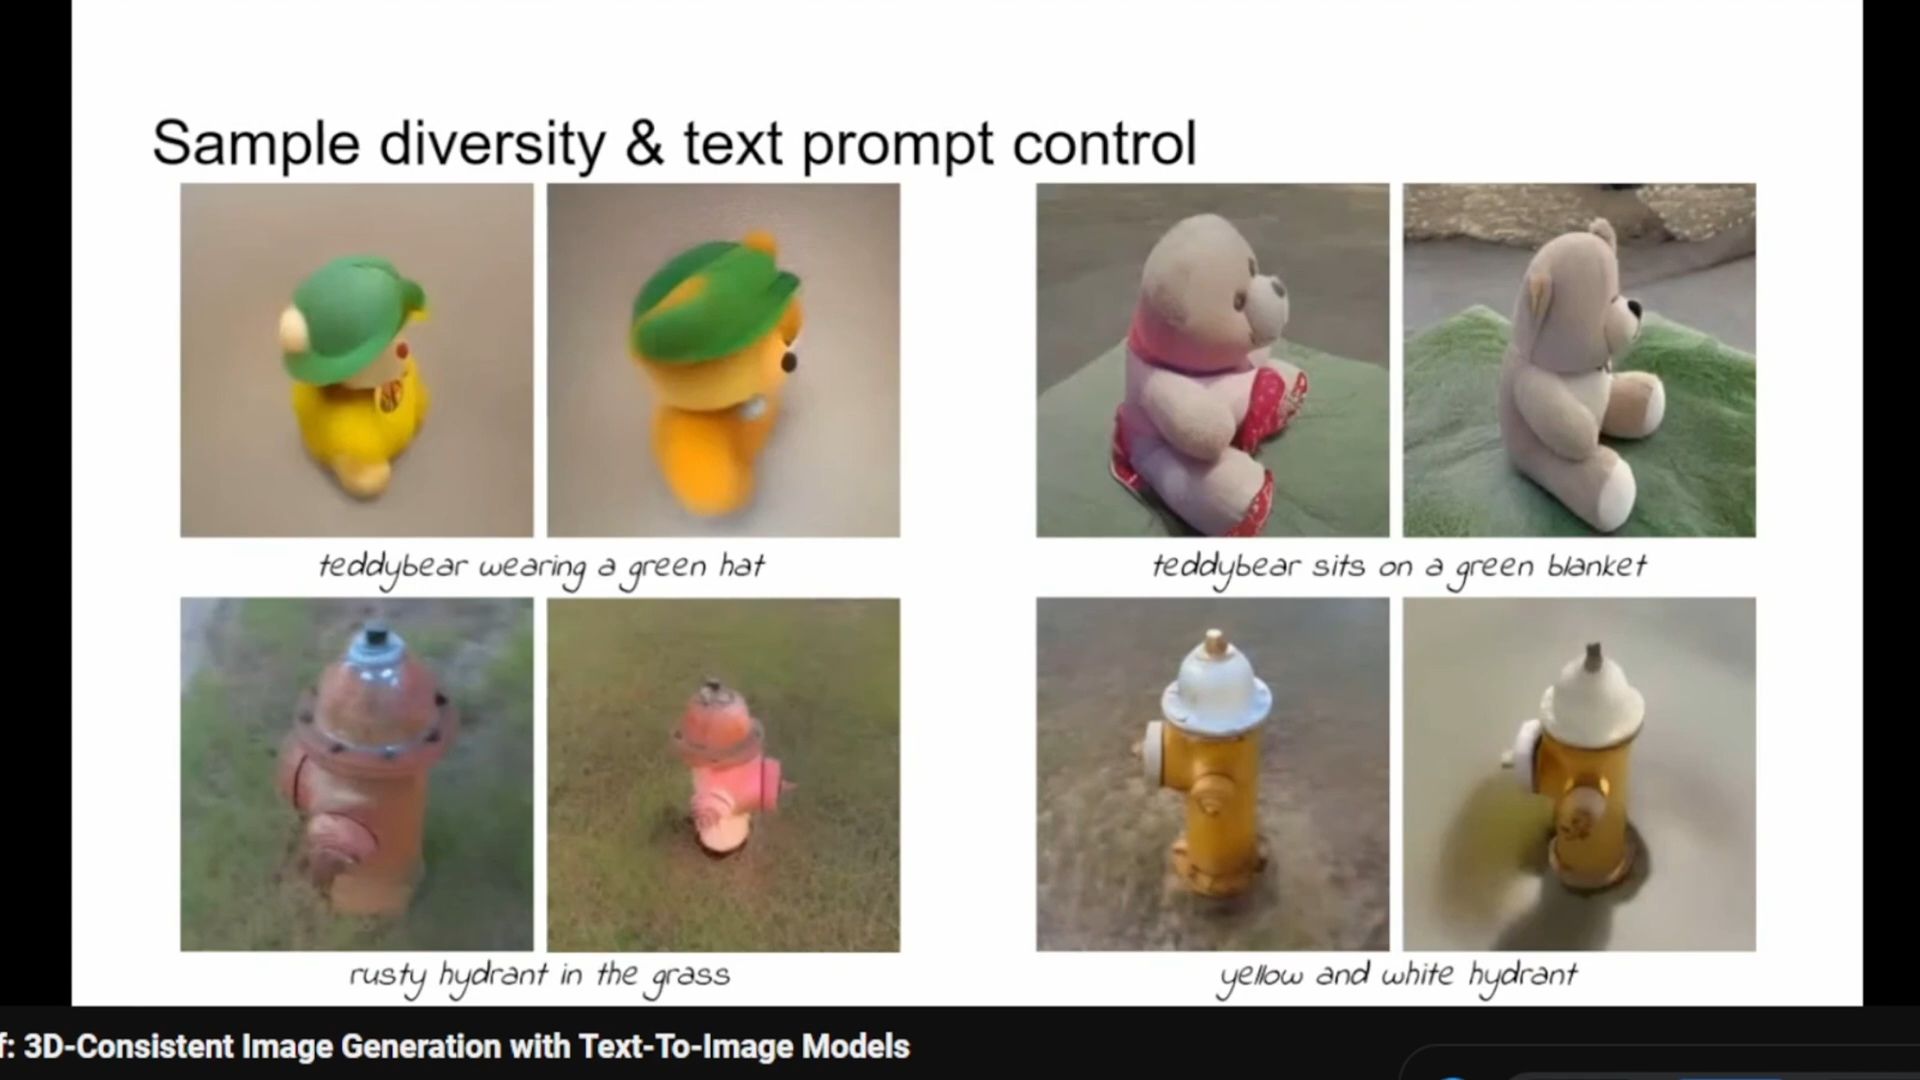 Sample diversity & text prompt control
teddybear wearing a green hat
teddybear sits on a green blanket
rusty hydrant in the grass
yellow and white hydrant
f: 3D-Consistent Image Generation with Text-To-Image Models